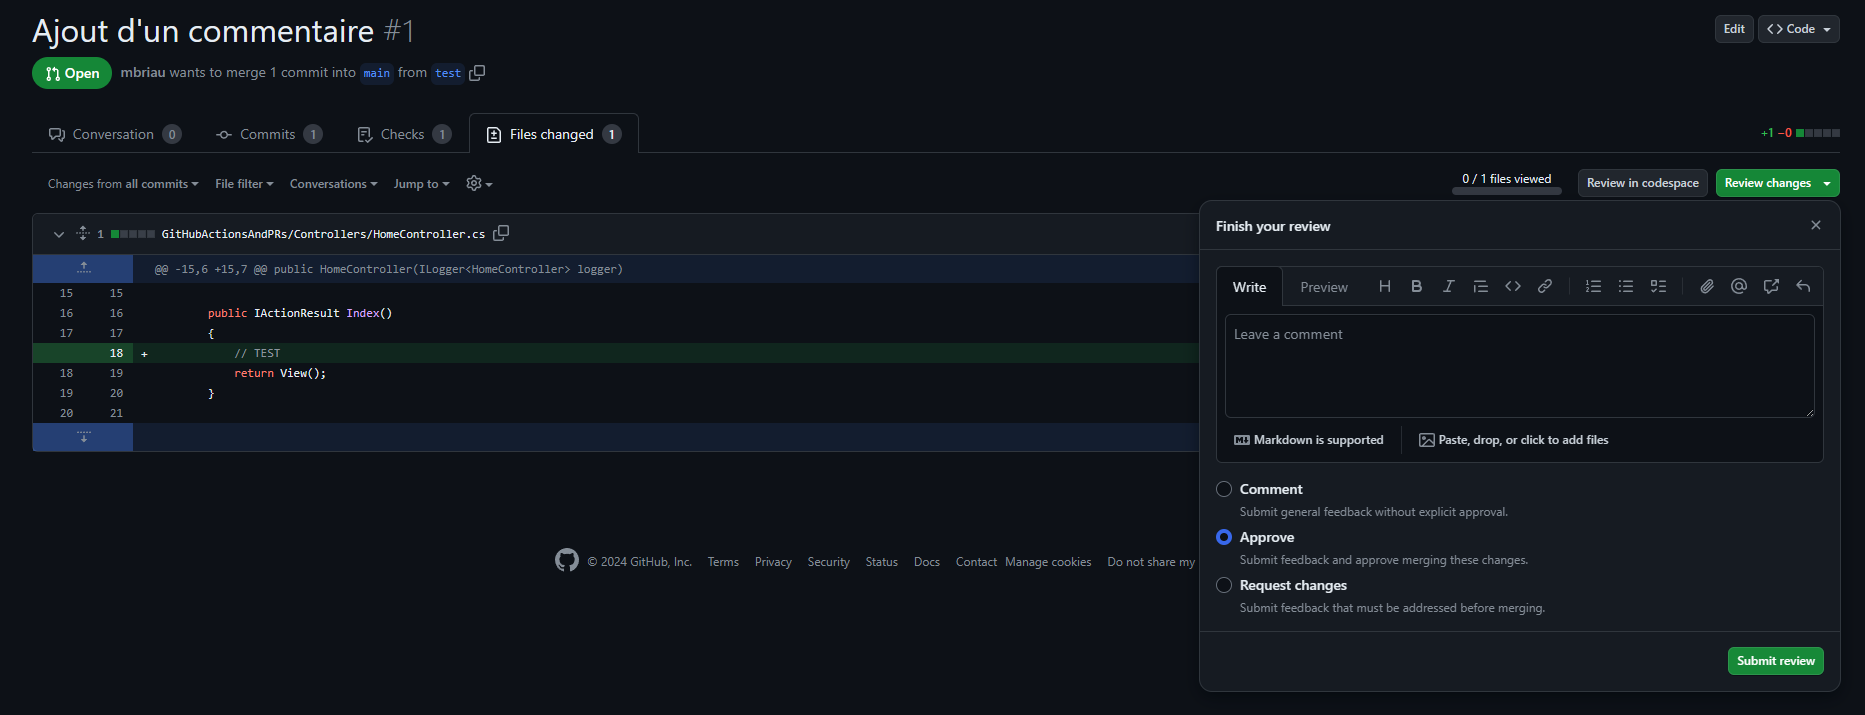 Ajout d'un commentaire #1
Edit
Code
Open
mbriau wants to merge 1 commit into main from test
Conversation 0
Commits 1
Checks 1
Files changed 1
+1 −0
Changes from all commits
File filter
Conversations
Jump to
0 / 1 files viewed
Review in codespace
Review changes
1 GitHubActionsAndPRs/Controllers/HomeController.cs
@@ -15,6 +15,7 @@ public HomeController(ILogger<HomeController> logger)
15 15
16 16 public IActionResult Index()
17 17 {
18 + // TEST
18 19 return View();
19 20 }
20 21
Finish your review
Write
Preview
Leave a comment
Markdown is supported
Paste, drop, or click to add files
Comment
Submit general feedback without explicit approval.
Approve
Submit feedback and approve merging these changes.
Request changes
Submit feedback that must be addressed before merging.
Submit review
© 2024 GitHub, Inc. Terms Privacy Security Status Docs Contact Manage cookies Do not share my